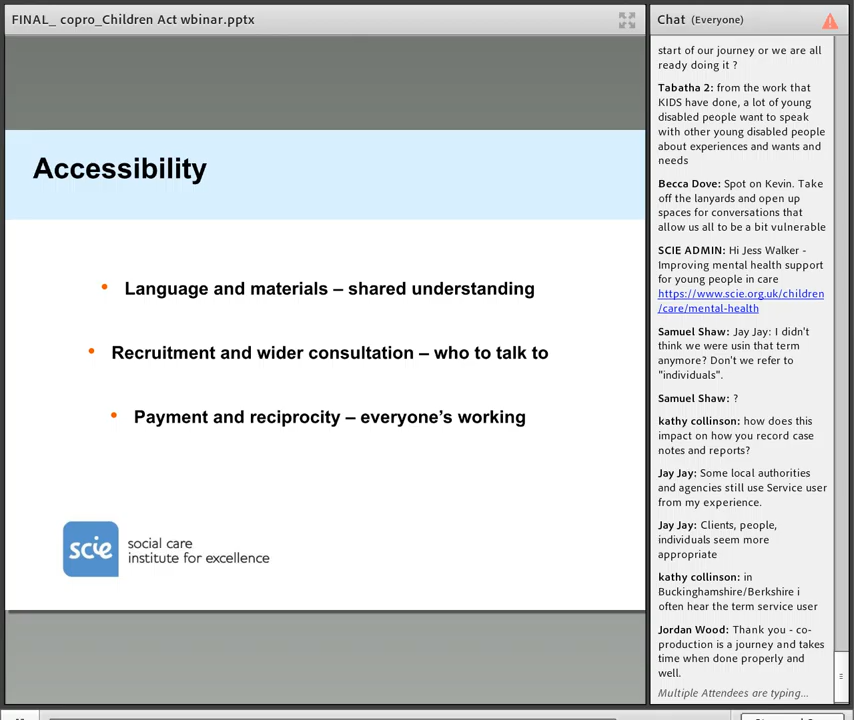 FINAL_ copro_Children Act wbinar.pptx
Accessibility
• Language and materials – shared understanding
• Recruitment and wider consultation – who to talk to
• Payment and reciprocity – everyone's working
scie
social care
institute for excellence
Chat (Everyone)
start of our journey or we are all
ready doing it ?
Tabatha 2: from the work that
KIDS have done, a lot of young
disabled people want to speak
with other young disabled people
about experiences and wants and
needs
Becca Dove: Spot on Kevin. Take
off the lanyards and open up
spaces for conversations that
allow us all to be a bit vulnerable
SCIE ADMIN: Hi Jess Walker -
Improving mental health support
for young people in care
https://www.scie.org.uk/children
/care/mental-health
Samuel Shaw: Jay Jay: I didn't
think we were usin that term
anymore? Don't we refer to
"individuals".
Samuel Shaw: ?
kathy collinson: how does this
impact on how you record case
notes and reports?
Jay Jay: Some local authorities
and agencies still use Service user
from my experience.
Jay Jay: Clients, people,
individuals seem more
appropriate
kathy collinson: in
Buckinghamshire/Berkshire i
often hear the term service user
Jordan Wood: Thank you - co-
production is a journey and takes
time when done properly and
well.
Multiple Attendees are typing...